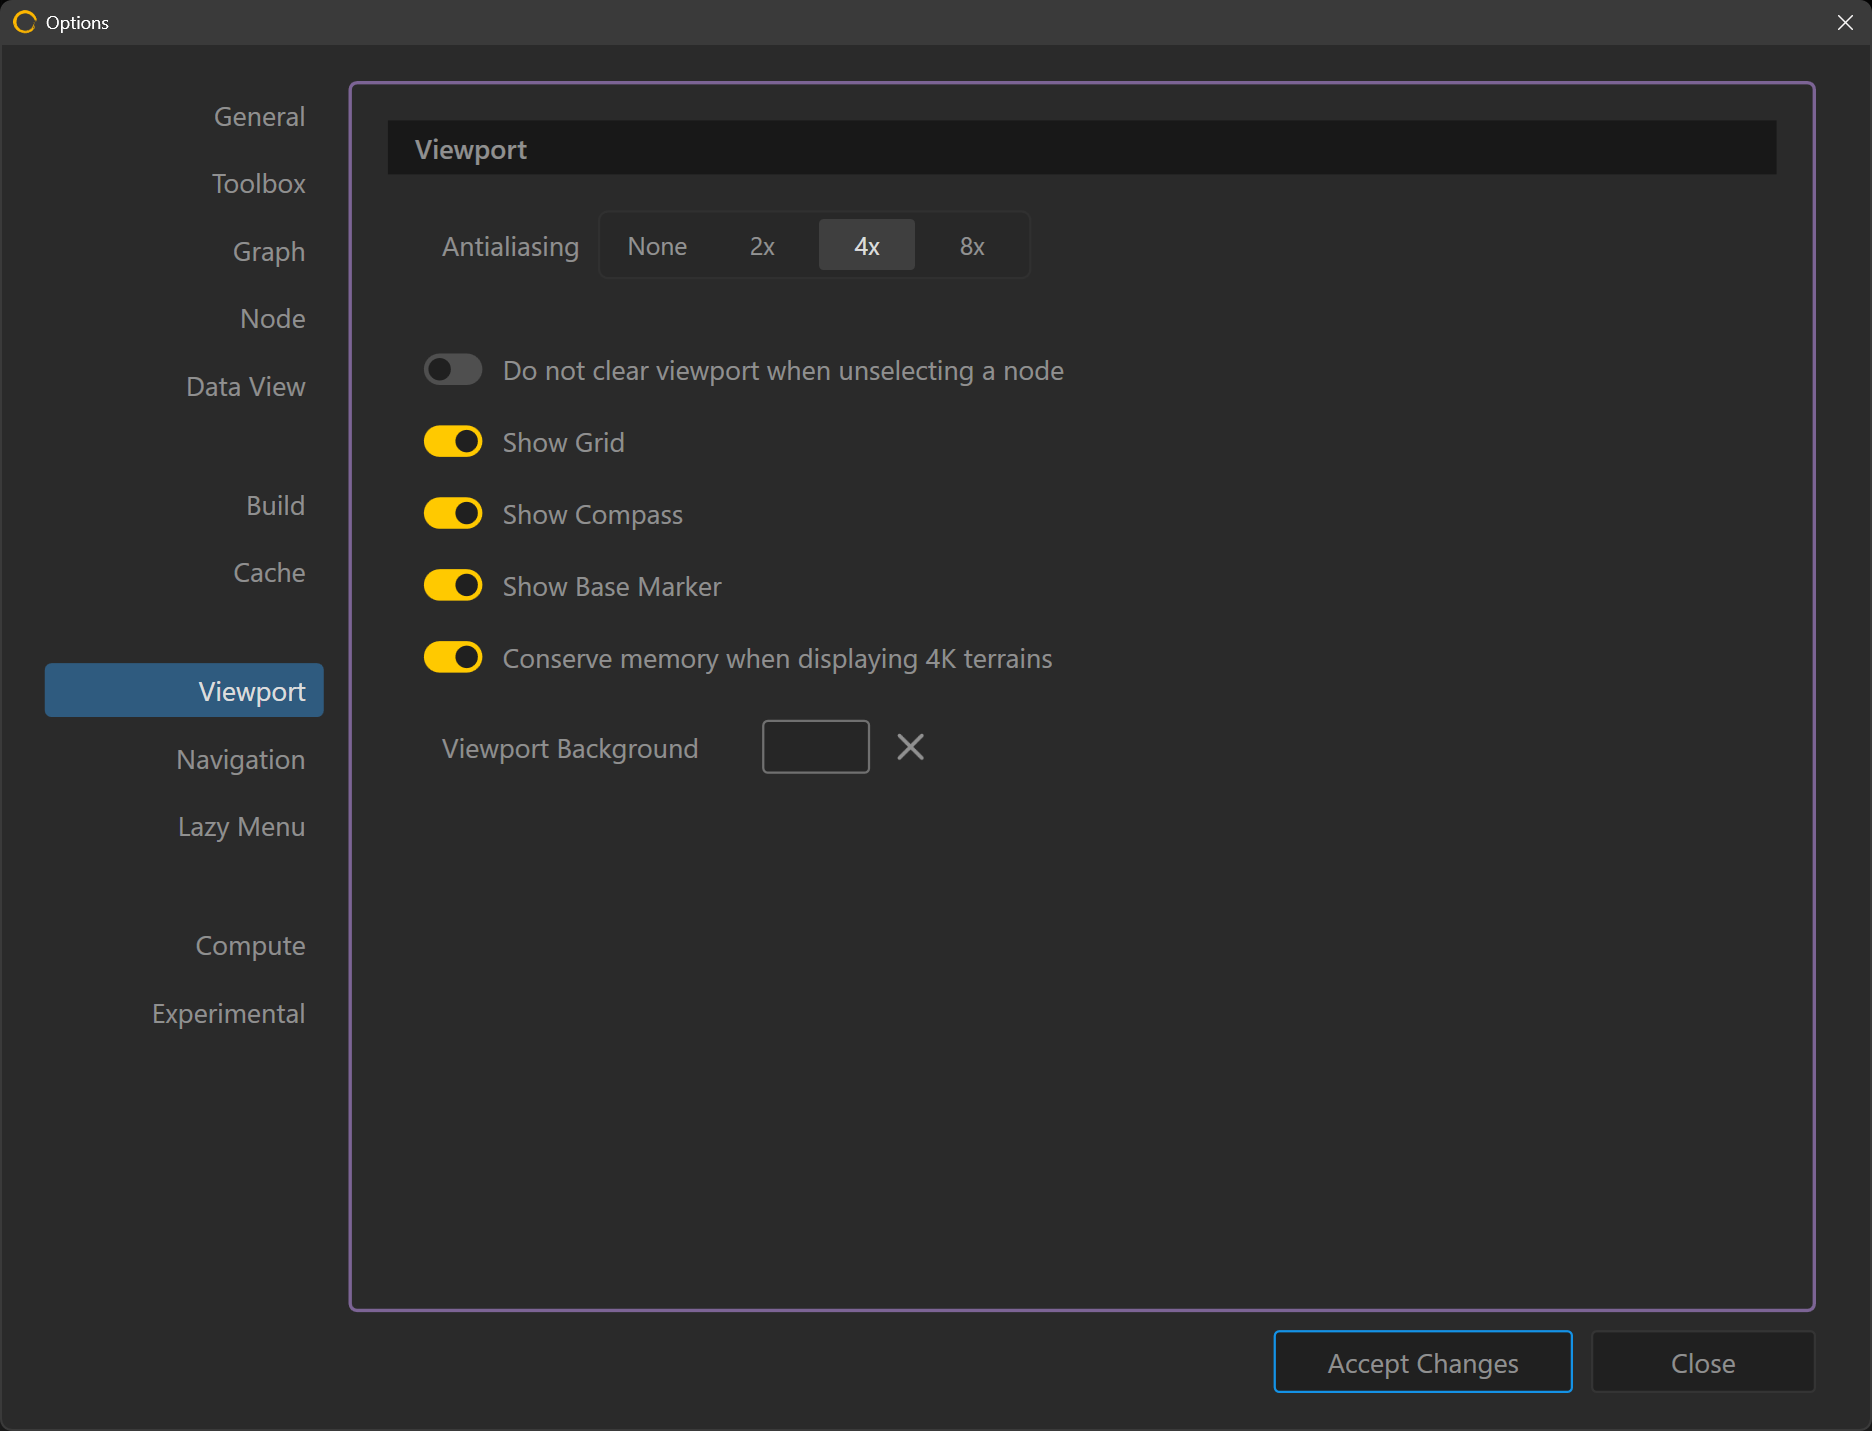 Options
General
Toolbox
Graph
Node
Data View
Build
Cache
Viewport
Navigation
Lazy Menu
Compute
Experimental
Viewport
Antialiasing None 2x 4x 8x
Do not clear viewport when unselecting a node
Show Grid
Show Compass
Show Base Marker
Conserve memory when displaying 4K terrains
Viewport Background
Accept Changes Close